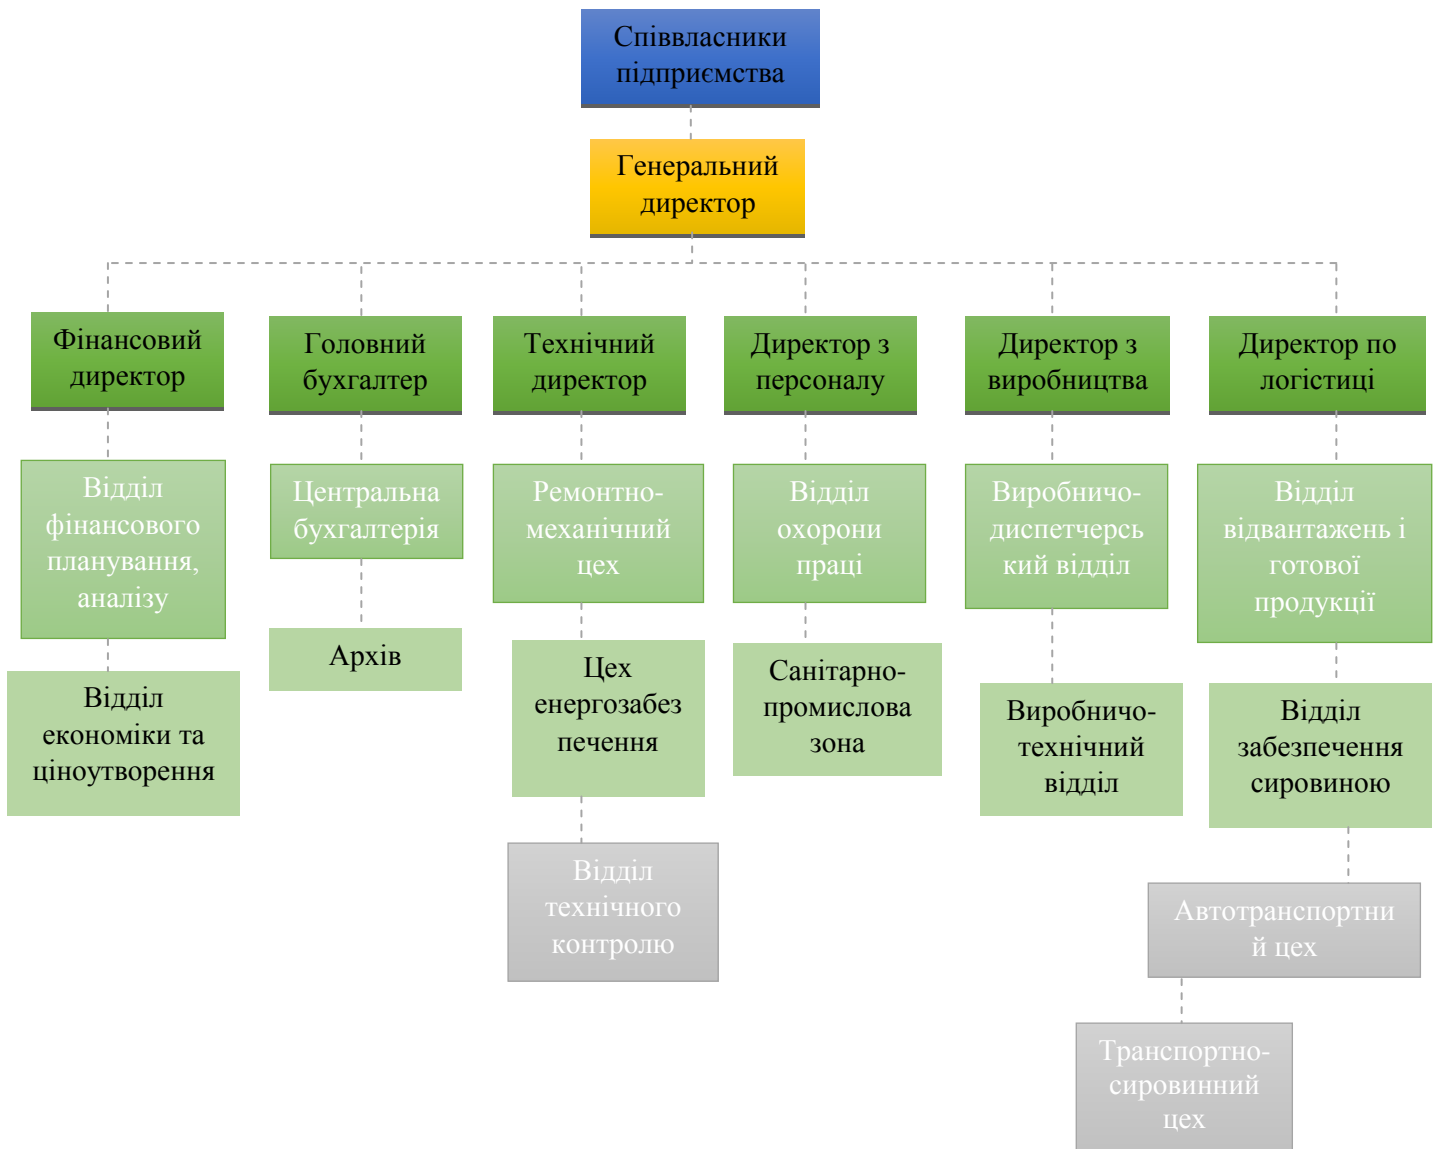 Співвласники
підприємства
Генеральний
директор
Фінансовий
директор
Головний
бухгалтер
Технічний
директор
Директор з
персоналу
Директор з
виробництва
Директор по
логістиці
Відділ
фінансового
планування,
аналізу
Центральна
бухгалтерія
Ремонтно-
механічний
цех
Відділ
охорони
праці
Виробничо-
диспетчерсь
кий відділ
Відділ
відвантажень і
готової
продукції
Відділ
економіки та
ціноутворення
Архів
Цех
енергозабез
печення
Санітарно-
промислова
зона
Виробничо-
технічний
відділ
Відділ
забезпечення
сировиною
Відділ
технічного
контролю
Автотранспортни
й цех
Транспортно-
сировинний
цех